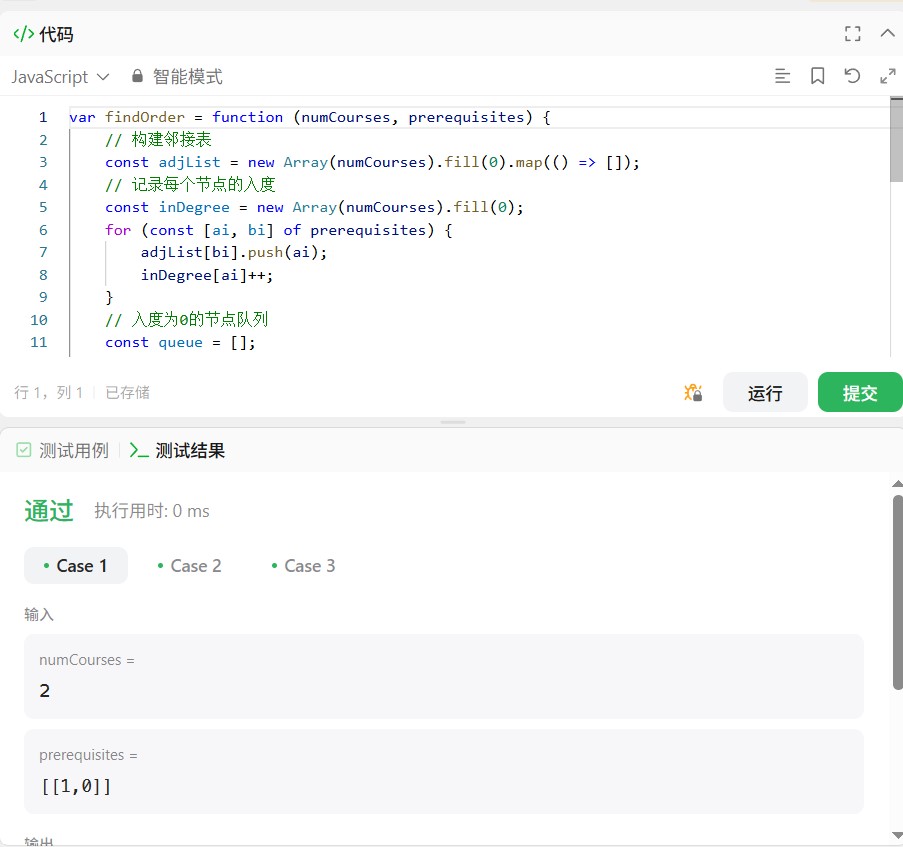 </> 代码
JavaScript 智能模式
1 var findOrder = function (numCourses, prerequisites) {
2 // 构建邻接表
3 const adjList = new Array(numCourses).fill(0).map(() => []);
4 // 记录每个节点的入度
5 const inDegree = new Array(numCourses).fill(0);
6 for (const [ai, bi] of prerequisites) {
7 adjList[bi].push(ai);
8 inDegree[ai]++;
9 }
10 // 入度为0的节点队列
11 const queue = [];
行 1，列 1 已存储 运行 提交
测试用例 >_ 测试结果
通过 执行用时: 0 ms
• Case 1 • Case 2 • Case 3
输入
numCourses =
2
prerequisites =
[[1,0]]
输出